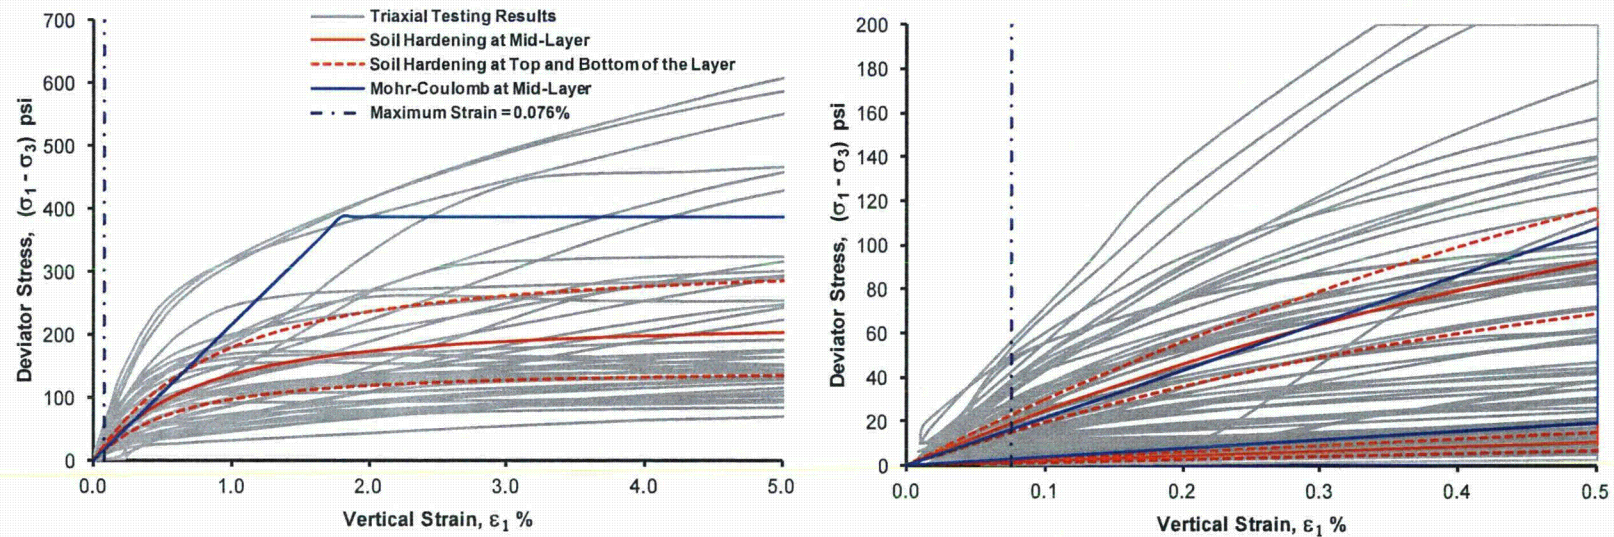 700
600
500
400
300
200
100
0
Deviator Stress, (σ1 - σ3) psi
Triaxial Testing Results
Soil Hardening at Mid-Layer
Soil Hardening at Top and Bottom of the Layer
Mohr-Coulomb at Mid-Layer
Maximum Strain = 0.076%
0.0 1.0 2.0 3.0 4.0 5.0
Vertical Strain, ε1 %
200
180
160
140
120
100
80
60
40
20
0
Deviator Stress, (σ1 - σ3) psi
0.0 0.1 0.2 0.3 0.4 0.5
Vertical Strain, ε1 %